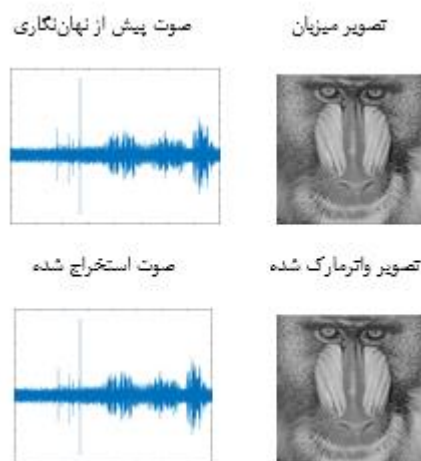 تصویر میزبان
صوت پیش از نهان‌نگاری
تصویر واترمارک شده
صوت استخراج شده